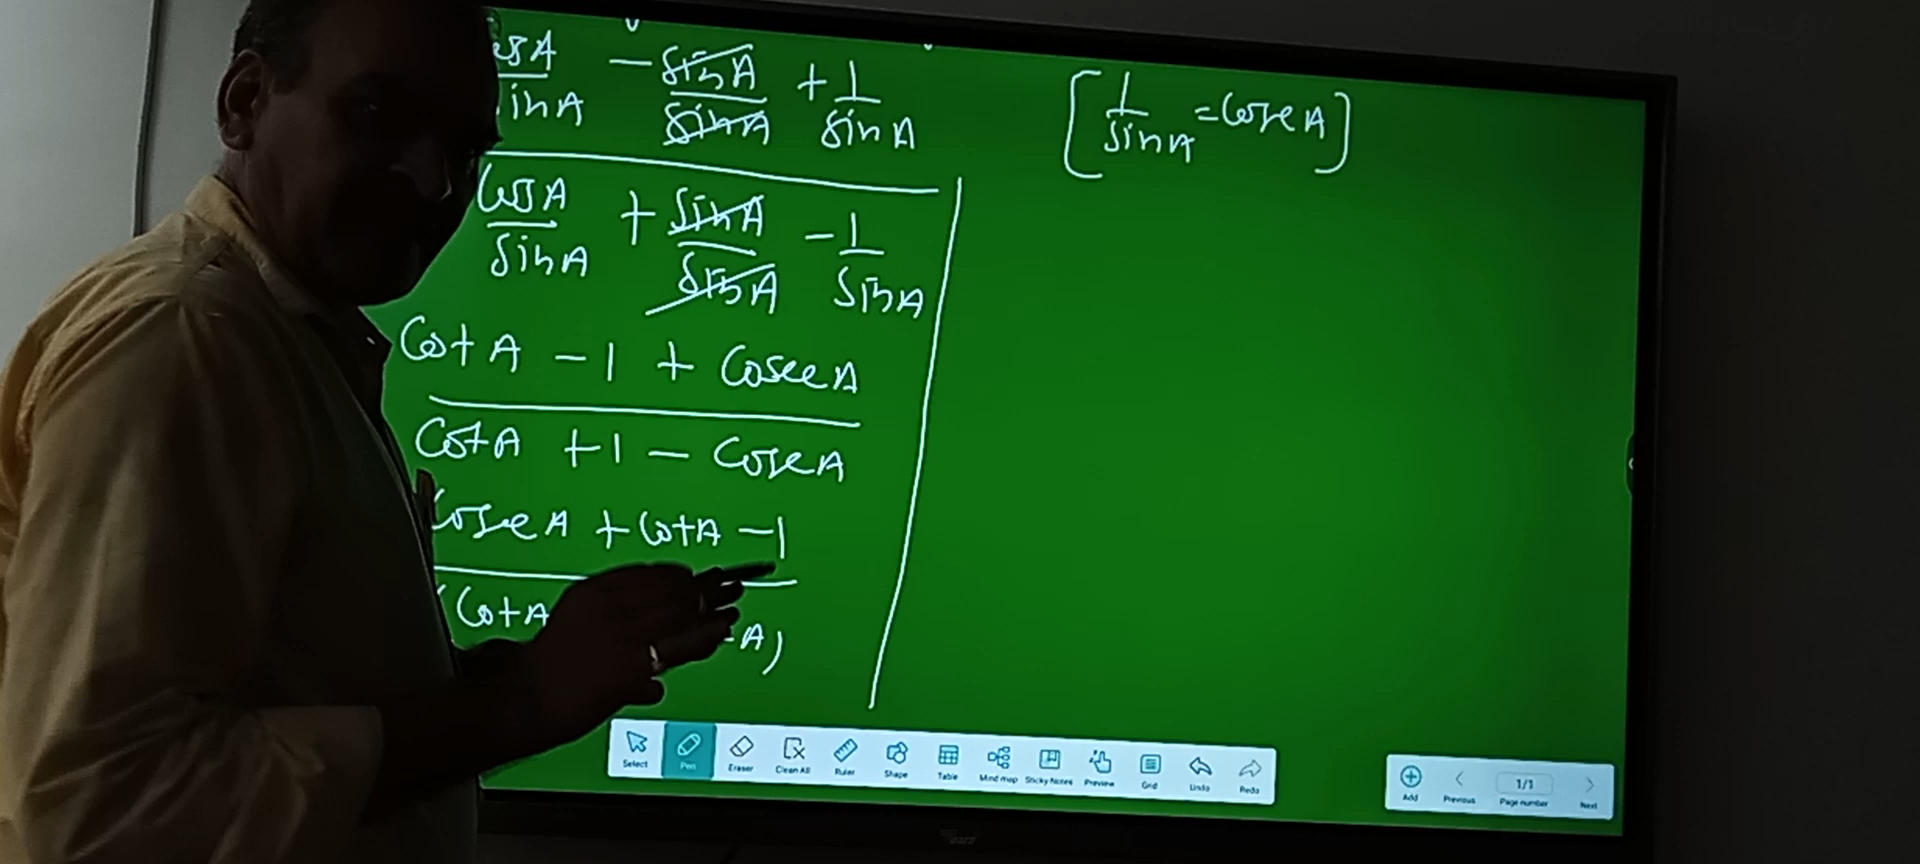 - sinA/sinA + 1/sinA
[1/sinA = cosecA]
cosA/sinA + sinA/sinA - 1/sinA
cotA - 1 + cosecA
cotA + 1 - cosecA
cosecA + cotA - 1
(cotA A)
Select Pen Eraser Clean All Ruler Shape Table Mind map Sticky Notes Preview Grid Undo Redo
Add Previous 1/1 Page number Next